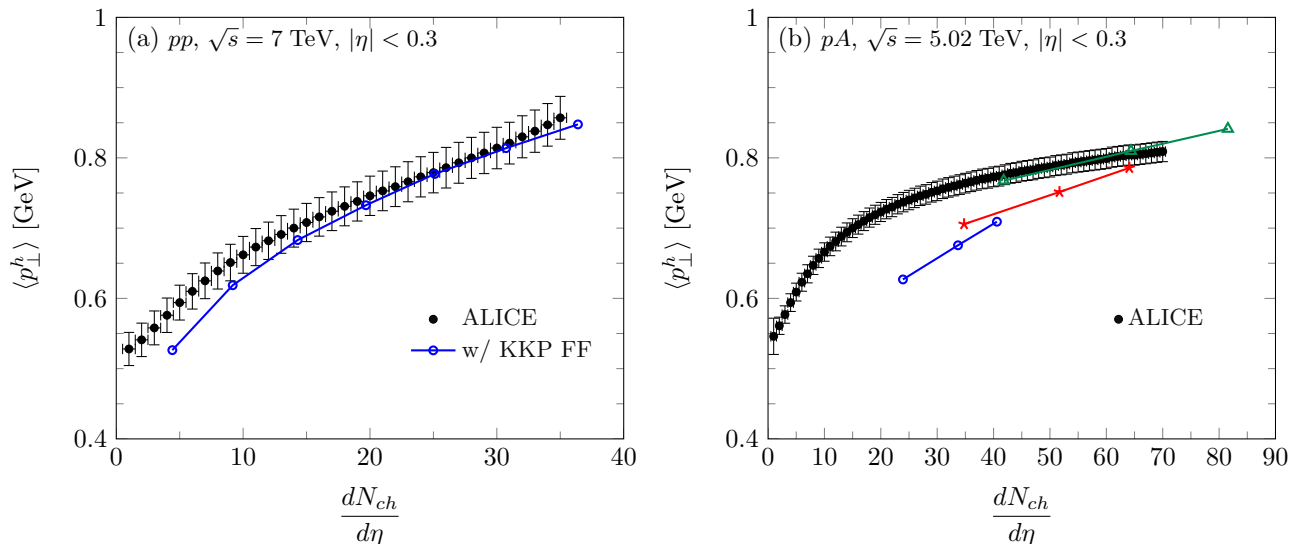 (a) pp, √s = 7 TeV, |η| < 0.3
⟨p⊥^h⟩ [GeV]
1
0.8
0.6
0.4
0
10
20
30
40
dN_ch
dη
ALICE
w/ KKP FF
(b) pA, √s = 5.02 TeV, |η| < 0.3
⟨p⊥^h⟩ [GeV]
1
0.8
0.6
0.4
0
10
20
30
40
50
60
70
80
90
dN_ch
dη
ALICE